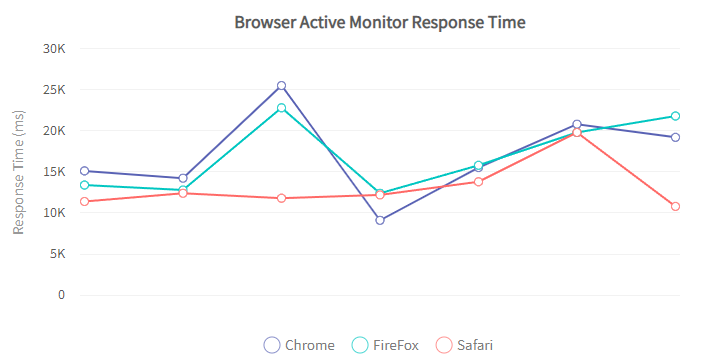 Browser Active Monitor Response Time
30K
25K
20K
15K
10K
5K
0
Response Time (ms)
Chrome FireFox Safari